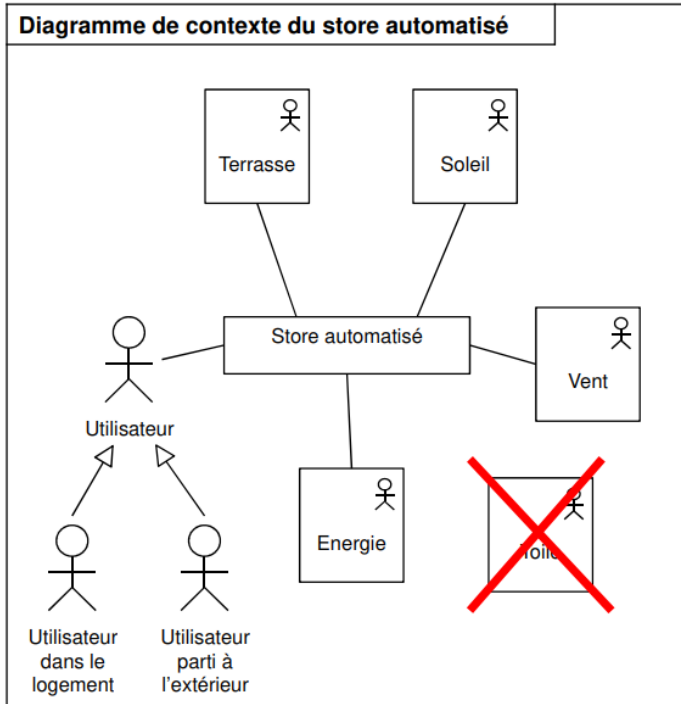 Diagramme de contexte du store automatisé
Terrasse
Soleil
Store automatisé
Vent
Utilisateur
Energie
Toile
Utilisateur
dans le
logement
Utilisateur
parti à
l'extérieur